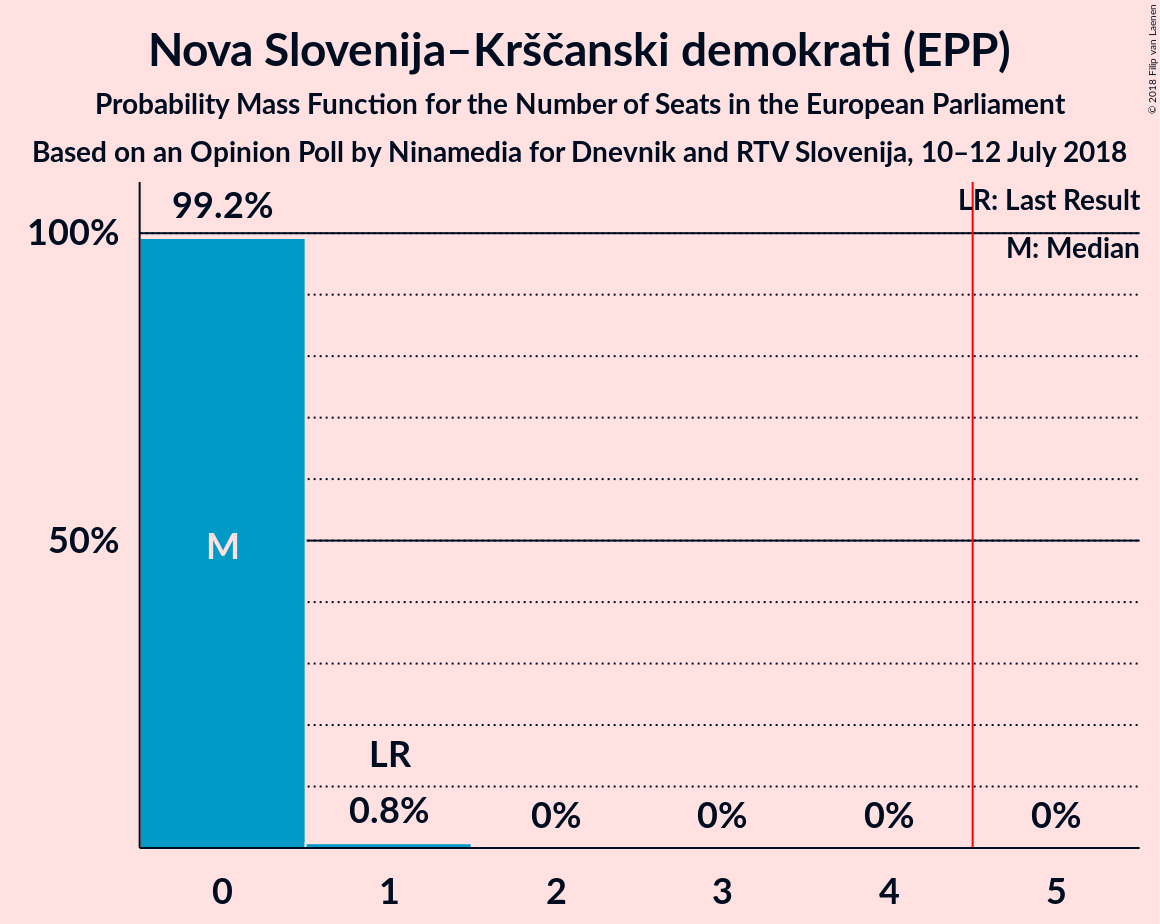 Nova Slovenija–Krščanski demokrati (EPP)
Probability Mass Function for the Number of Seats in the European Parliament
Based on an Opinion Poll by Ninamedia for Dnevnik and RTV Slovenija, 10–12 July 2018
© 2018 Filip van Laenen
99.2%
LR: Last Result
100%
M: Median
50%
M
LR
0.8%
0%
0%
0%
0%
0
1
2
3
4
5